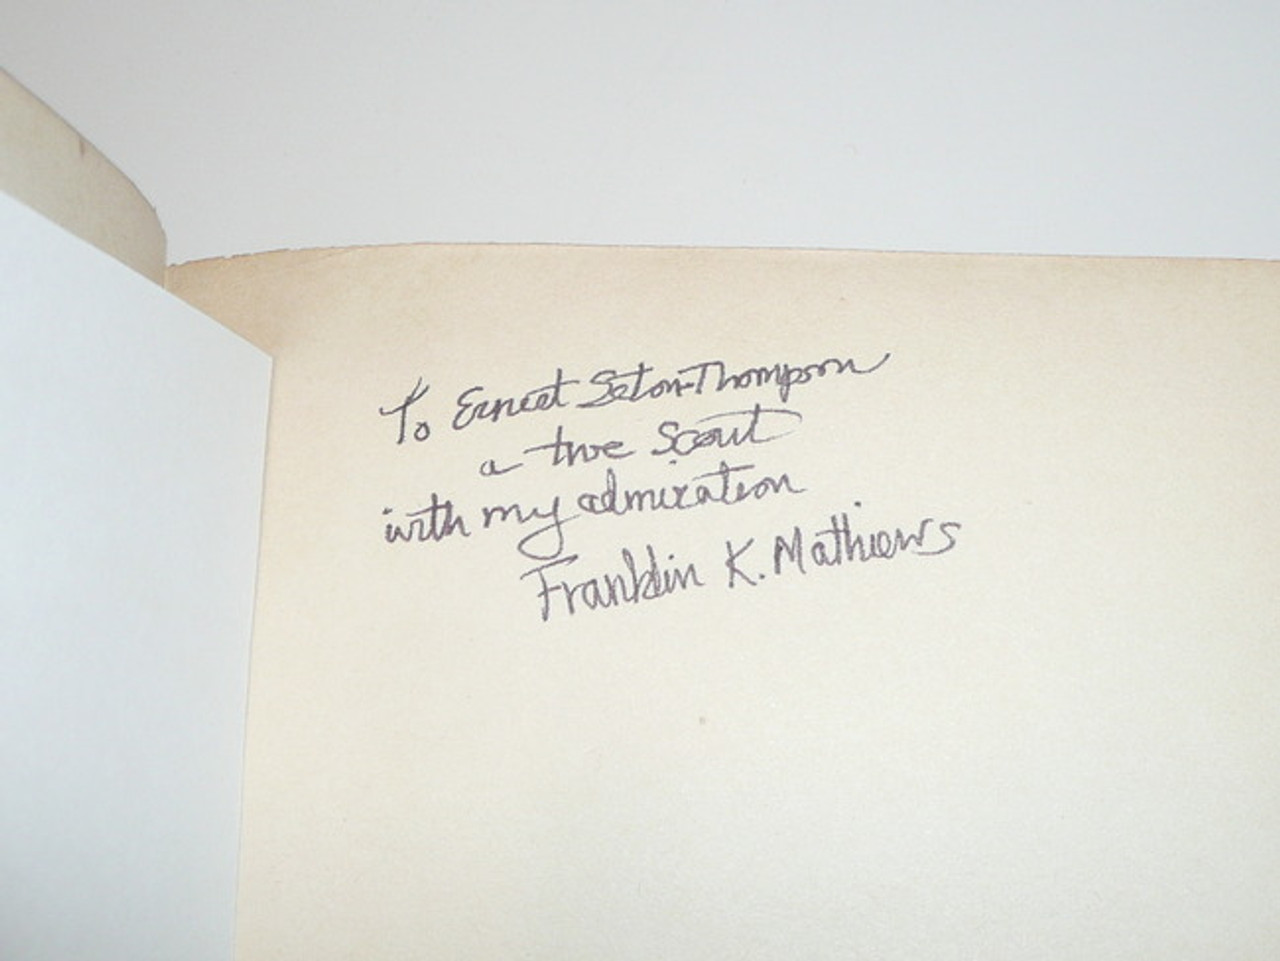 To Ernest Seton-Thompson
a true Scout
with my admiration
Franklin K. Mathiews